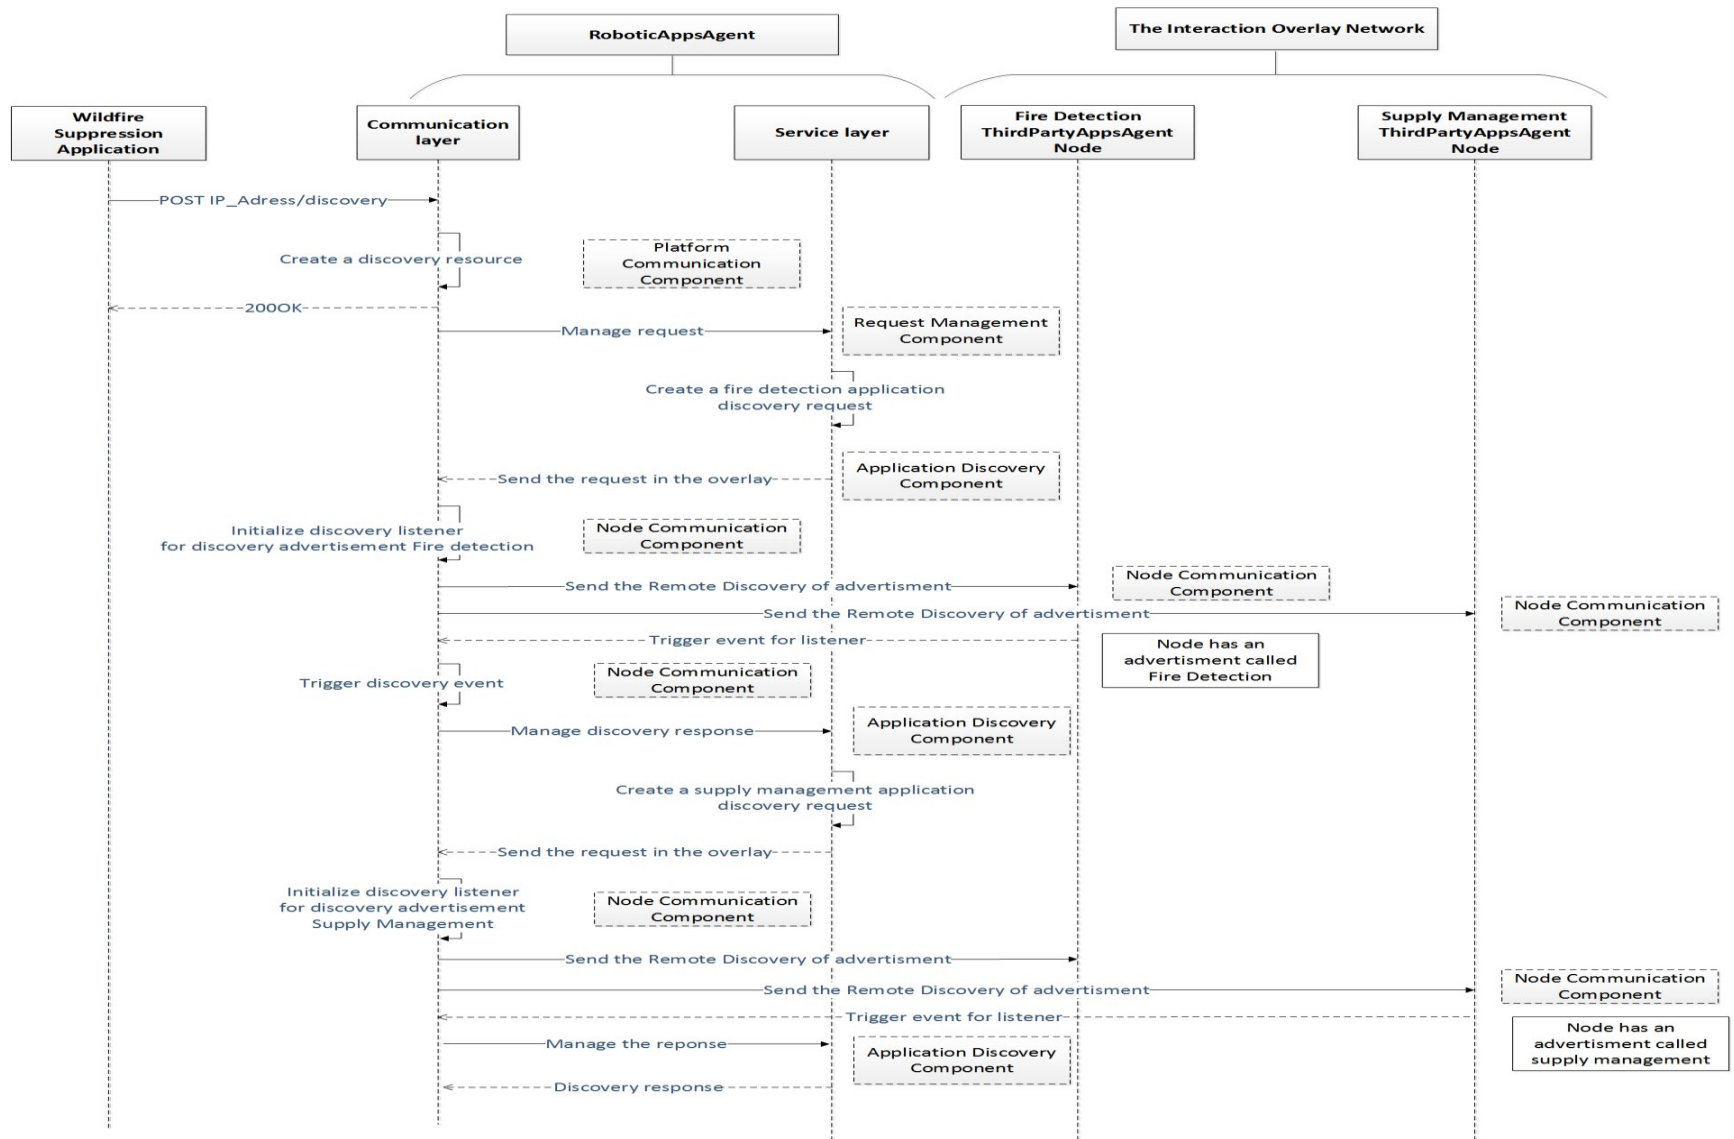 RoboticAppsAgent
The Interaction Overlay Network
Wildfire
Suppression
Application
Communication
layer
Service layer
Fire Detection
ThirdPartyAppsAgent
Node
Supply Management
ThirdPartyAppsAgent
Node
POST IP_Adress/discovery
Create a discovery resource
Platform
Communication
Component
200OK
Manage request
Request Management
Component
Create a fire detection application
discovery request
Send the request in the overlay
Application Discovery
Component
Initialize discovery listener
for discovery advertisement Fire detection
Node Communication
Component
Send the Remote Discovery of advertisment
Node Communication
Component
Send the Remote Discovery of advertisment
Node Communication
Component
Trigger event for listener
Node has an
advertisment called
Fire Detection
Trigger discovery event
Node Communication
Component
Manage discovery response
Application Discovery
Component
Create a supply management application
discovery request
Send the request in the overlay
Initialize discovery listener
for discovery advertisement
Supply Management
Node Communication
Component
Send the Remote Discovery of advertisment
Send the Remote Discovery of advertisment
Node Communication
Component
Trigger event for listener
Node has an
advertisment called
supply management
Manage the reponse
Application Discovery
Component
Discovery response